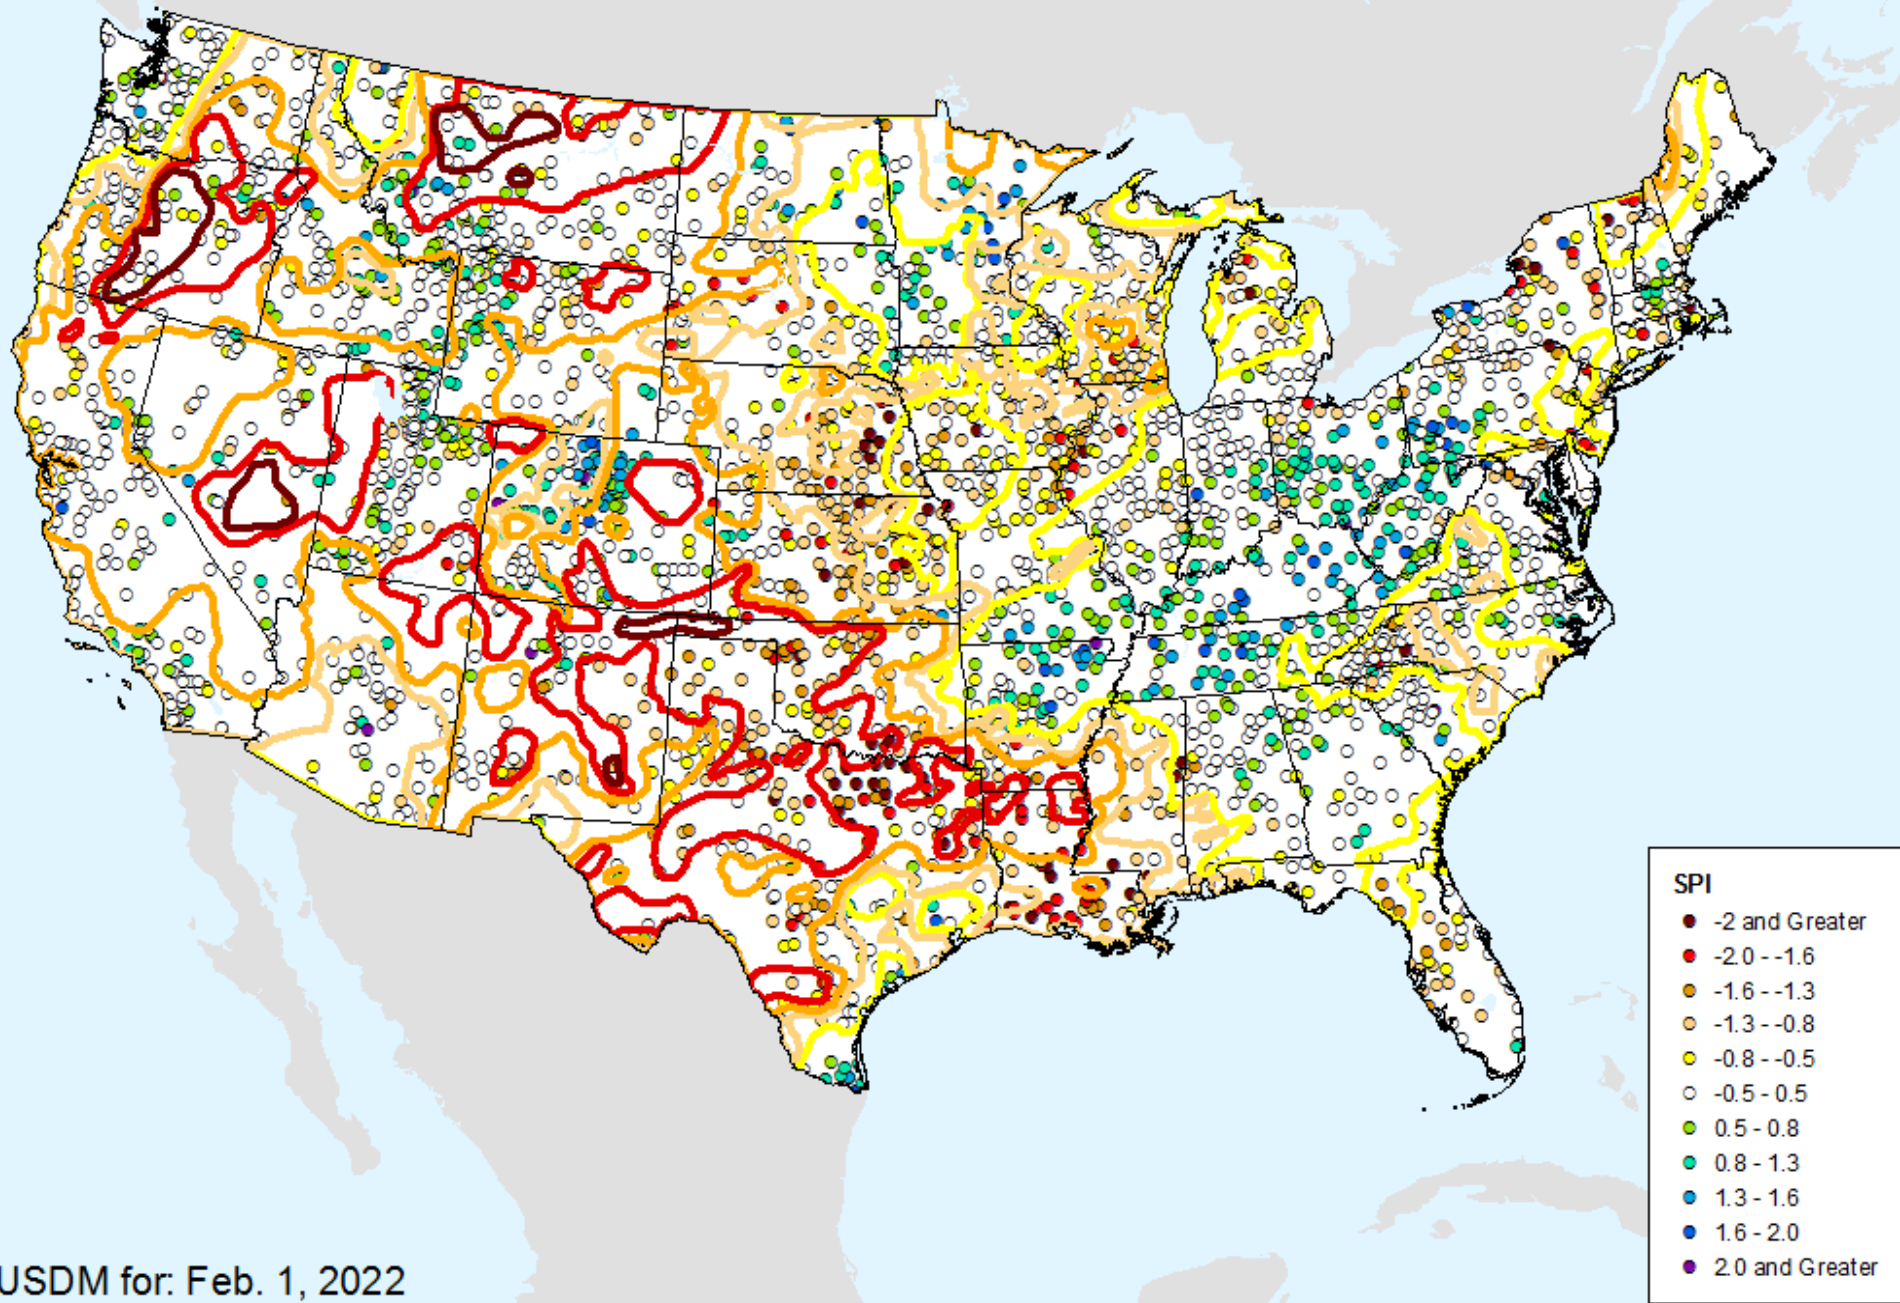 SPI
-2 and Greater
-2.0 - -1.6
-1.6 - -1.3
-1.3 - -0.8
-0.8 - -0.5
-0.5 - 0.5
0.5 - 0.8
0.8 - 1.3
1.3 - 1.6
1.6 - 2.0
2.0 and Greater
USDM for: Feb. 1, 2022